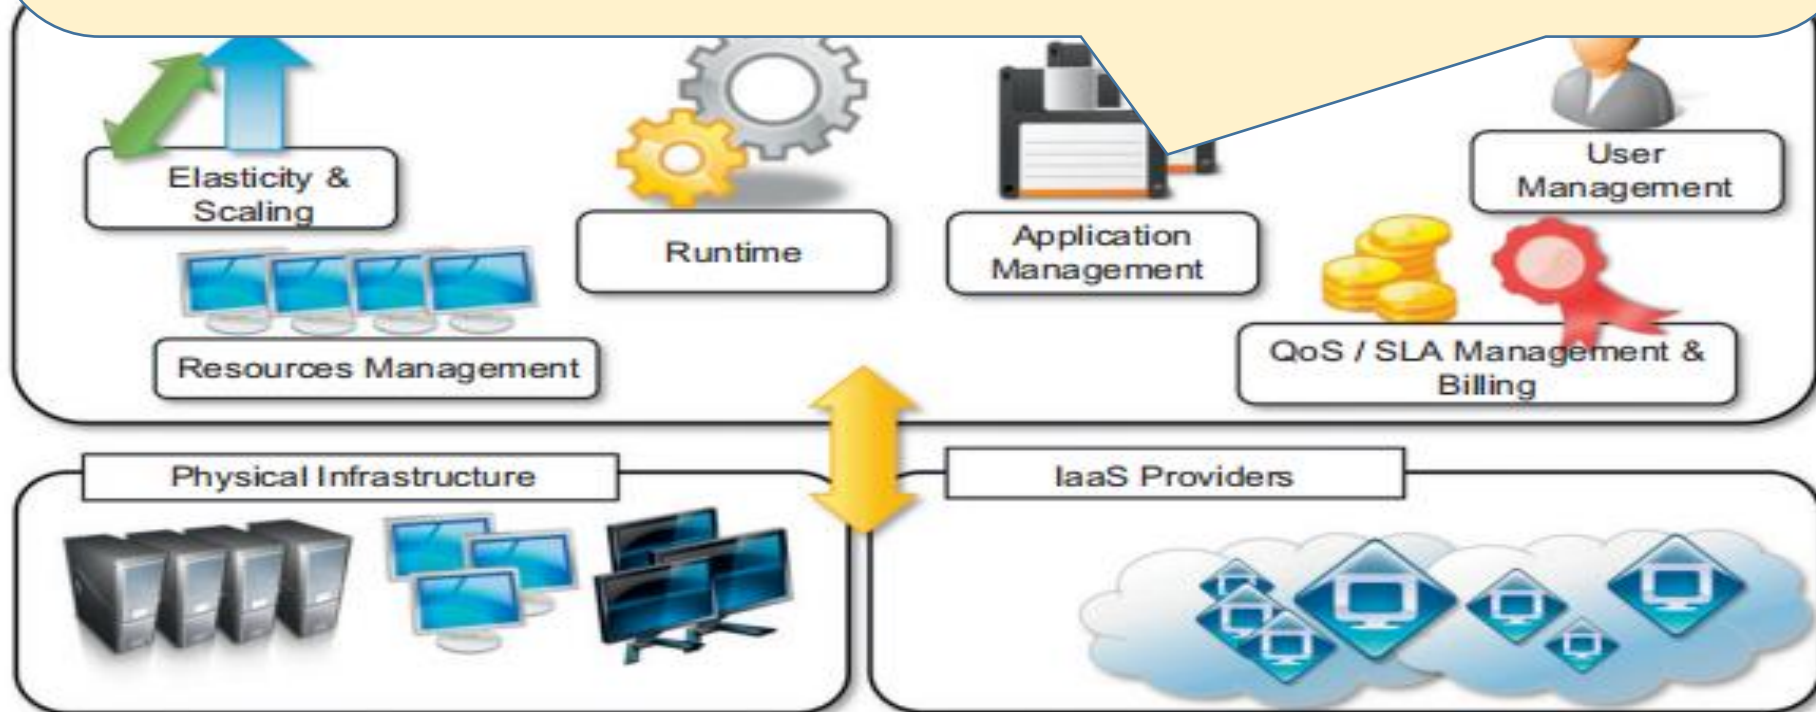 Elasticity &
Scaling
Runtime
Application
Management
User
Management
Resources Management
QoS / SLA Management &
Billing
Physical Infrastructure
IaaS Providers